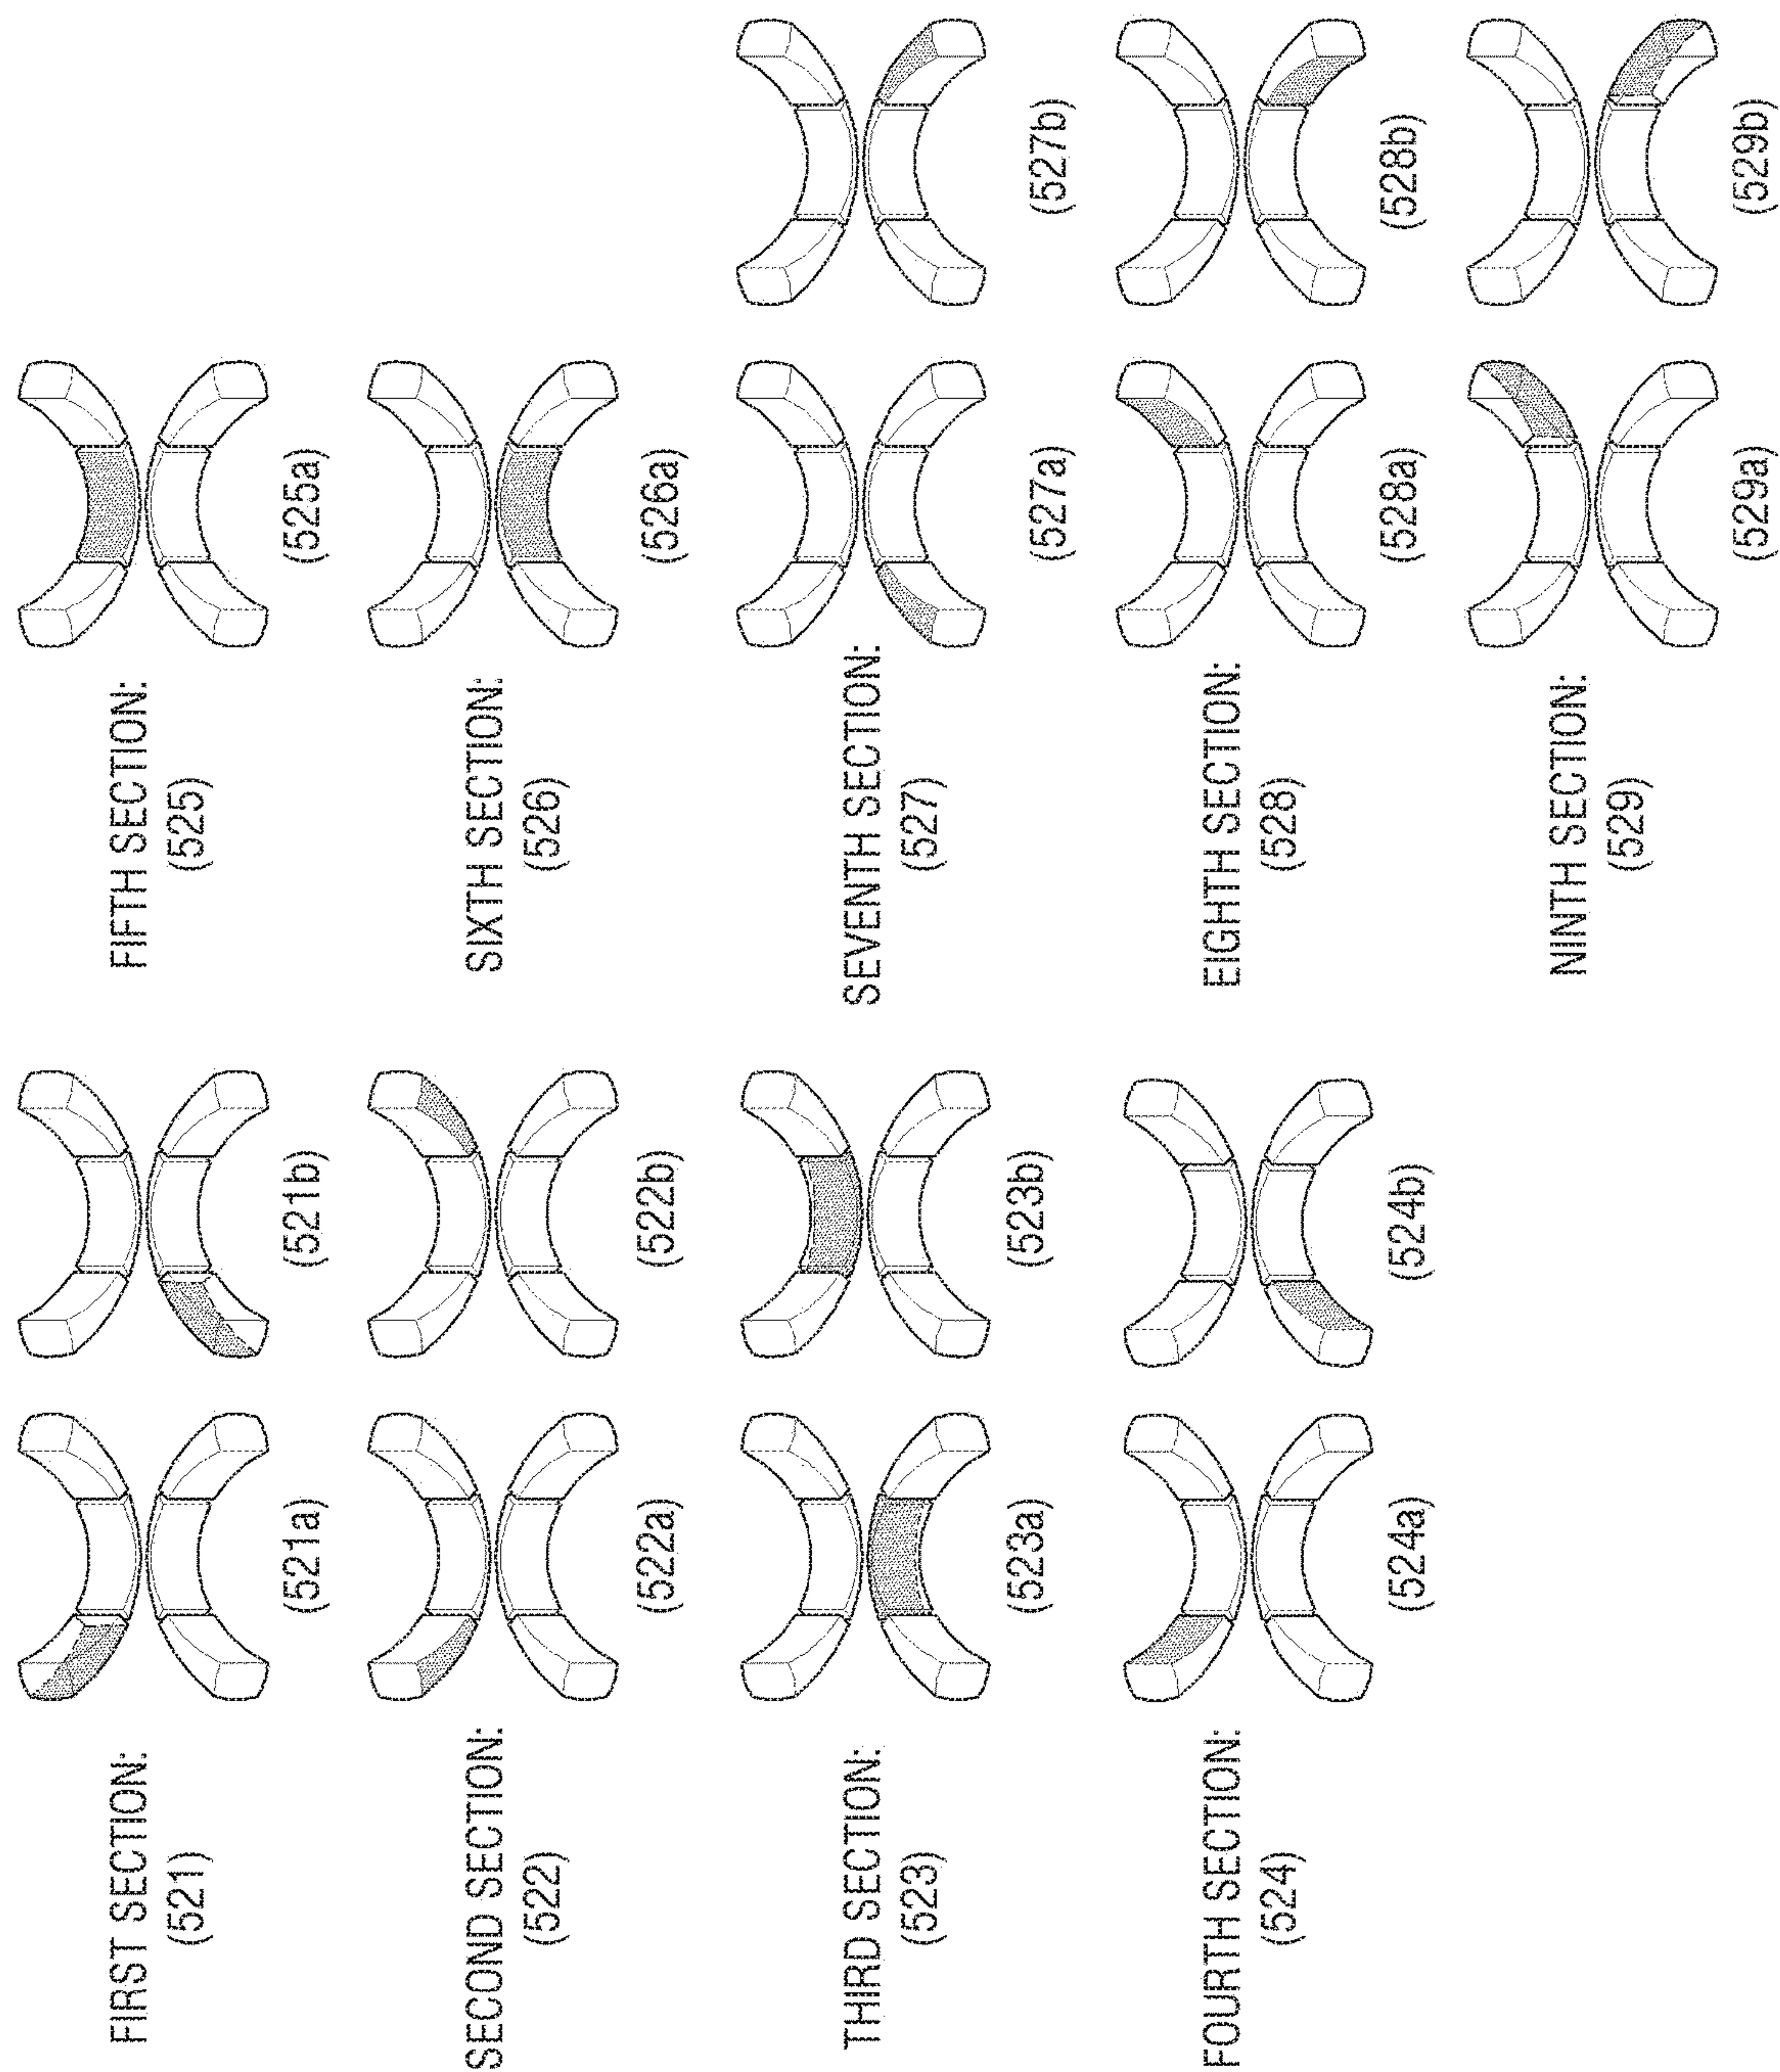 FIRST SECTION:
(521)
(521a)
(521b)
SECOND SECTION:
(522)
(522a)
(522b)
THIRD SECTION:
(523)
(523a)
(523b)
FOURTH SECTION:
(524)
(524a)
(524b)
FIFTH SECTION:
(525)
(525a)
SIXTH SECTION:
(526)
(526a)
SEVENTH SECTION:
(527)
(527a)
(527b)
EIGHTH SECTION:
(528)
(528a)
(528b)
NINTH SECTION:
(529)
(529a)
(529b)